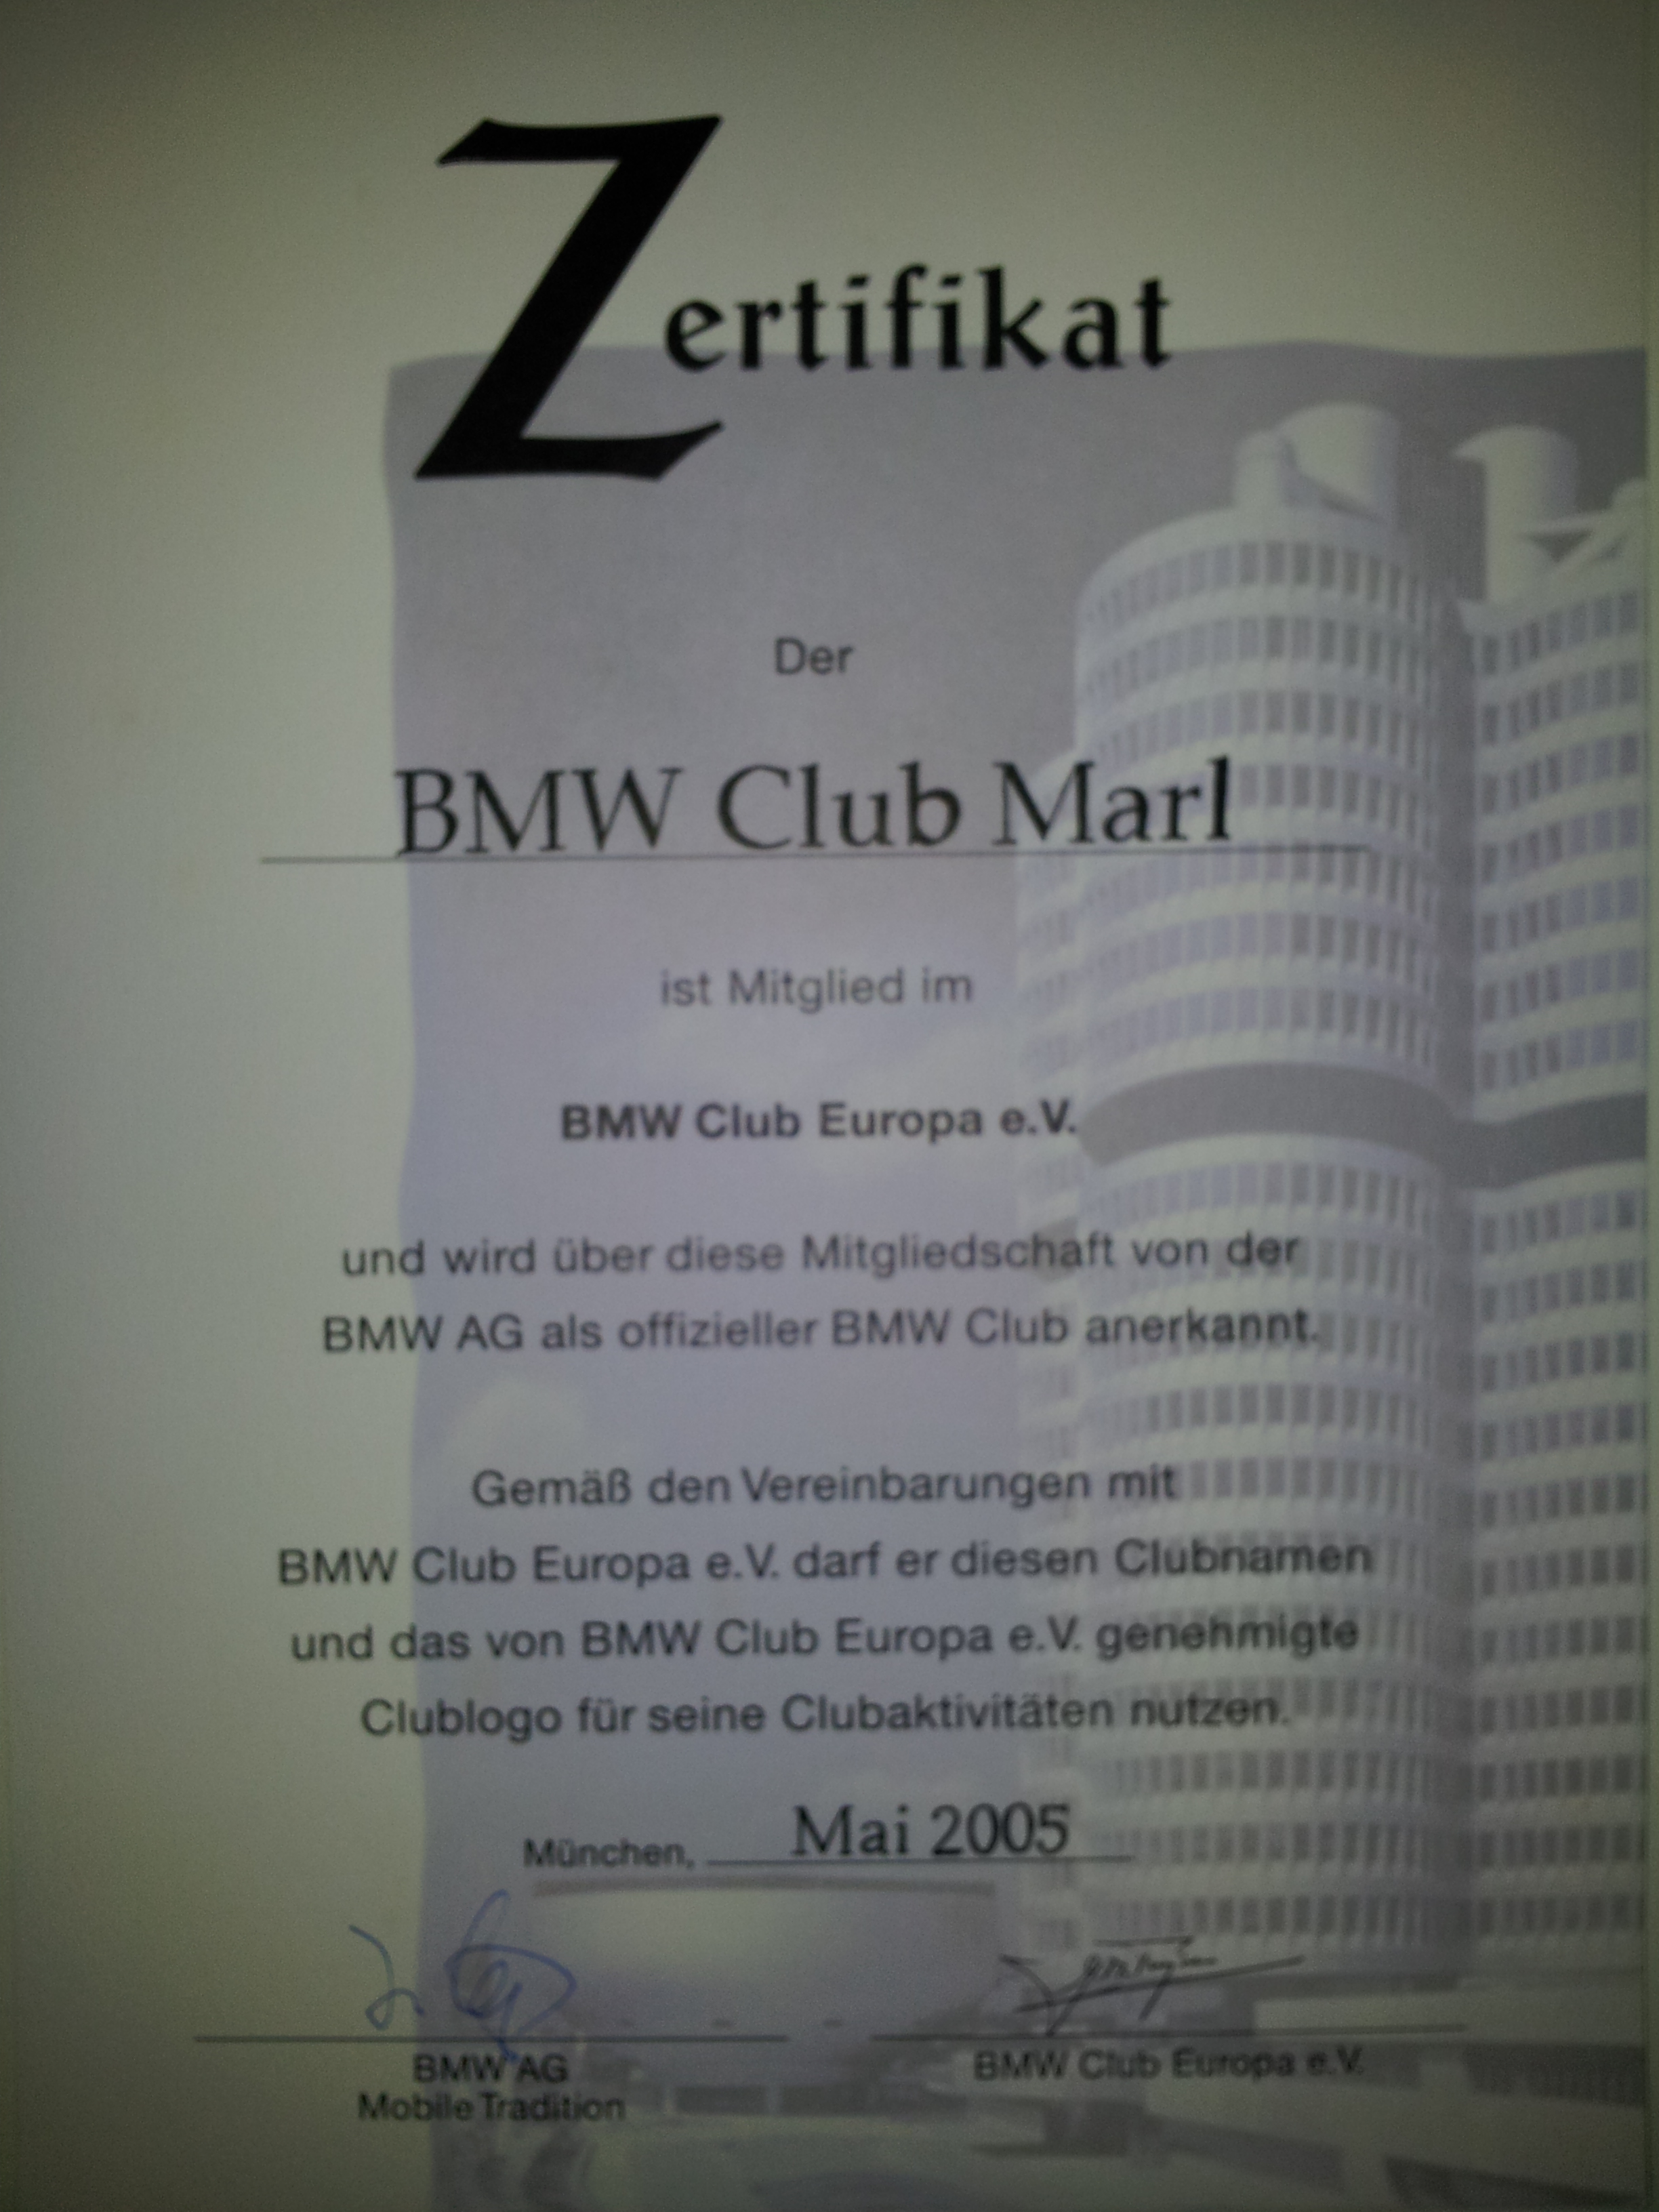 Zertifikat
Der
BMW Club Marl
ist Mitglied im
BMW Club Europa e.V.
und wird über diese Mitgliedschaft von der
BMW AG als offizieller BMW Club anerkannt.
Gemäß den Vereinbarungen mit
BMW Club Europa e.V. darf er diesen Clubnamen
und das von BMW Club Europa e.V. genehmigte
Clublogo für seine Clubaktivitäten nutzen.
München, Mai 2005
BMW AG
Mobile Tradition
BMW Club Europa e.V.